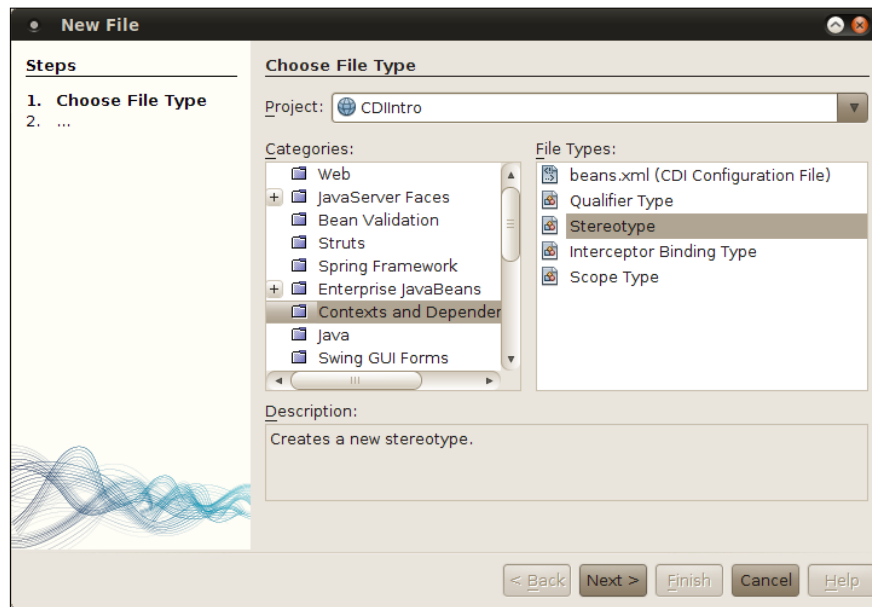 New File
Steps
1. Choose File Type
2. ...
Choose File Type
Project: CDIIntro
Categories:
Web
JavaServer Faces
Bean Validation
Struts
Spring Framework
Enterprise JavaBeans
Contexts and Depender
Java
Swing GUI Forms
File Types:
beans.xml (CDI Configuration File)
Qualifier Type
Stereotype
Interceptor Binding Type
Scope Type
Description:
Creates a new stereotype.
< Back Next > Finish Cancel Help